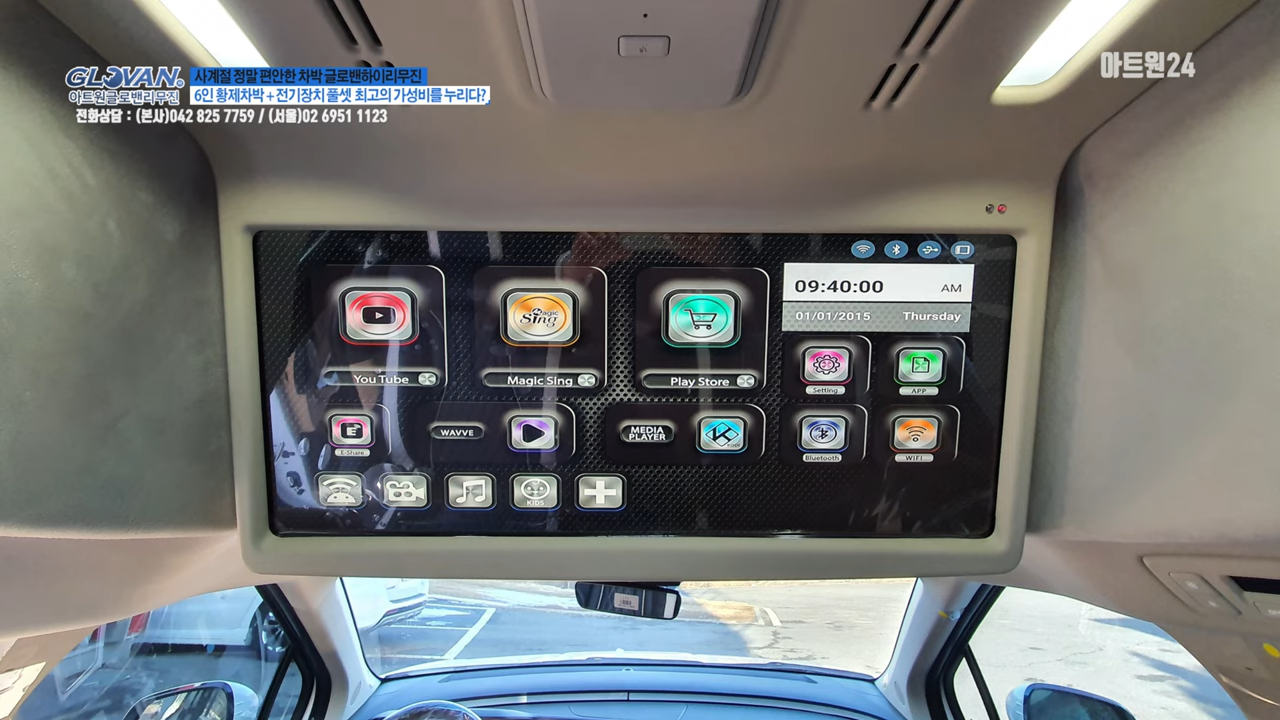 GLOVAN
아트원글로밴리무진
사계절 정말 편안한 차박 글로밴하이리무진
6인 황제차박 + 전기장치 풀셋 최고의 가성비를 누리다?
전화상담 : (본사)042 825 7759 / (서울)02 6951 1123
아트원24
09:40:00 AM
01/01/2015 Thursday
YouTube
Magic Sing
Magic Sing
Play Store
Setting
APP
E
E-Share
WAVVE
MEDIA PLAYER
Bluetooth
WIFI
KIDS